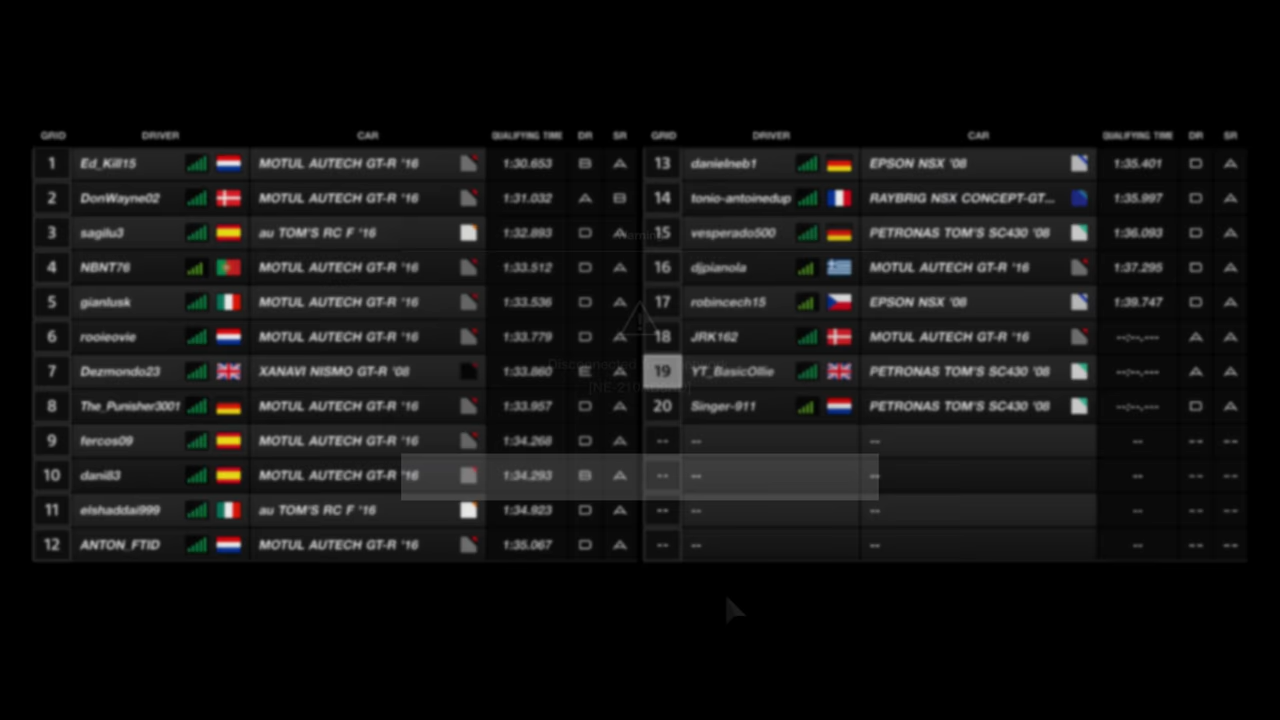 GRID DRIVER CAR QUALIFYING TIME DR SR
1 Ed_Kill15 MOTUL AUTECH GT-R '16 1:30.653 B A
2 DonWayne02 MOTUL AUTECH GT-R '16 1:31.032 A B
3 sagilu3 au TOM'S RC F '16 1:32.893 D A
4 NBNT76 MOTUL AUTECH GT-R '16 1:33.512 D A
5 gianlusk MOTUL AUTECH GT-R '16 1:33.536 D A
6 rooieovie MOTUL AUTECH GT-R '16 1:33.779 D A
7 Dezmondo23 XANAVI NISMO GT-R '08 1:33.860 E A
8 The_Punisher3001 MOTUL AUTECH GT-R '16 1:33.957 D A
9 fercos09 MOTUL AUTECH GT-R '16 1:34.268 D A
10 dani83 MOTUL AUTECH GT-R '16 1:34.293 B A
11 elshaddai999 au TOM'S RC F '16 1:34.923 D A
12 ANTON_FTID MOTUL AUTECH GT-R '16 1:35.067 D A
GRID DRIVER CAR QUALIFYING TIME DR SR
13 danielneb1 EPSON NSX '08 1:35.401 D A
14 tonio-antoinedup RAYBRIG NSX CONCEPT-GT... 1:35.997 D A
15 vesperado500 PETRONAS TOM'S SC430 '08 1:36.093 D A
16 djpianola MOTUL AUTECH GT-R '16 1:37.295 D A
17 robincech15 EPSON NSX '08 1:39.747 D A
18 JRK162 MOTUL AUTECH GT-R '16 --:--.--- A A
19 YT_BasicOllie PETRONAS TOM'S SC430 '08 --:--.--- A A
20 Singer-911 PETRONAS TOM'S SC430 '08 --:--.--- D A
-- -- -- -- -- --
-- -- -- -- -- --
-- -- -- -- -- --
-- -- -- -- -- --